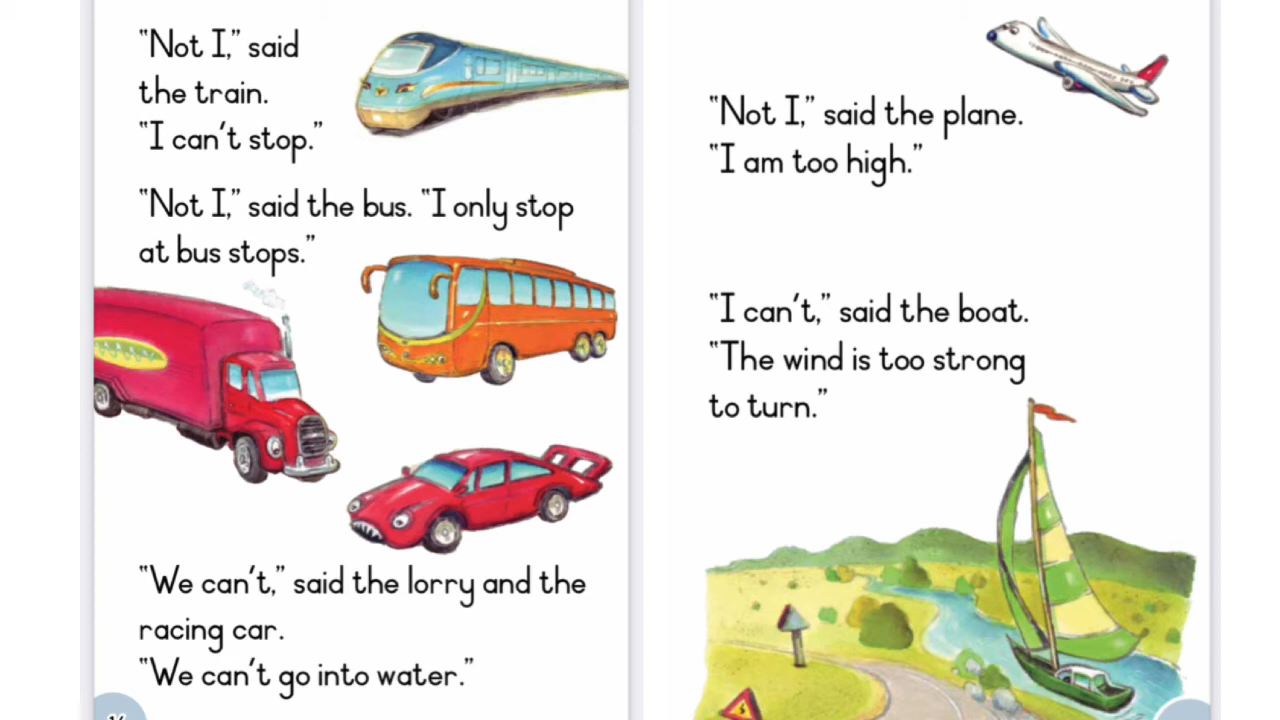 “Not I,” said
the train.
“I can’t stop.”
“Not I,” said the bus. “I only stop
at bus stops.”
“We can’t,” said the lorry and the
racing car.
“We can’t go into water.”
“Not I,” said the plane.
“I am too high.”
“I can’t,” said the boat.
“The wind is too strong
to turn.”